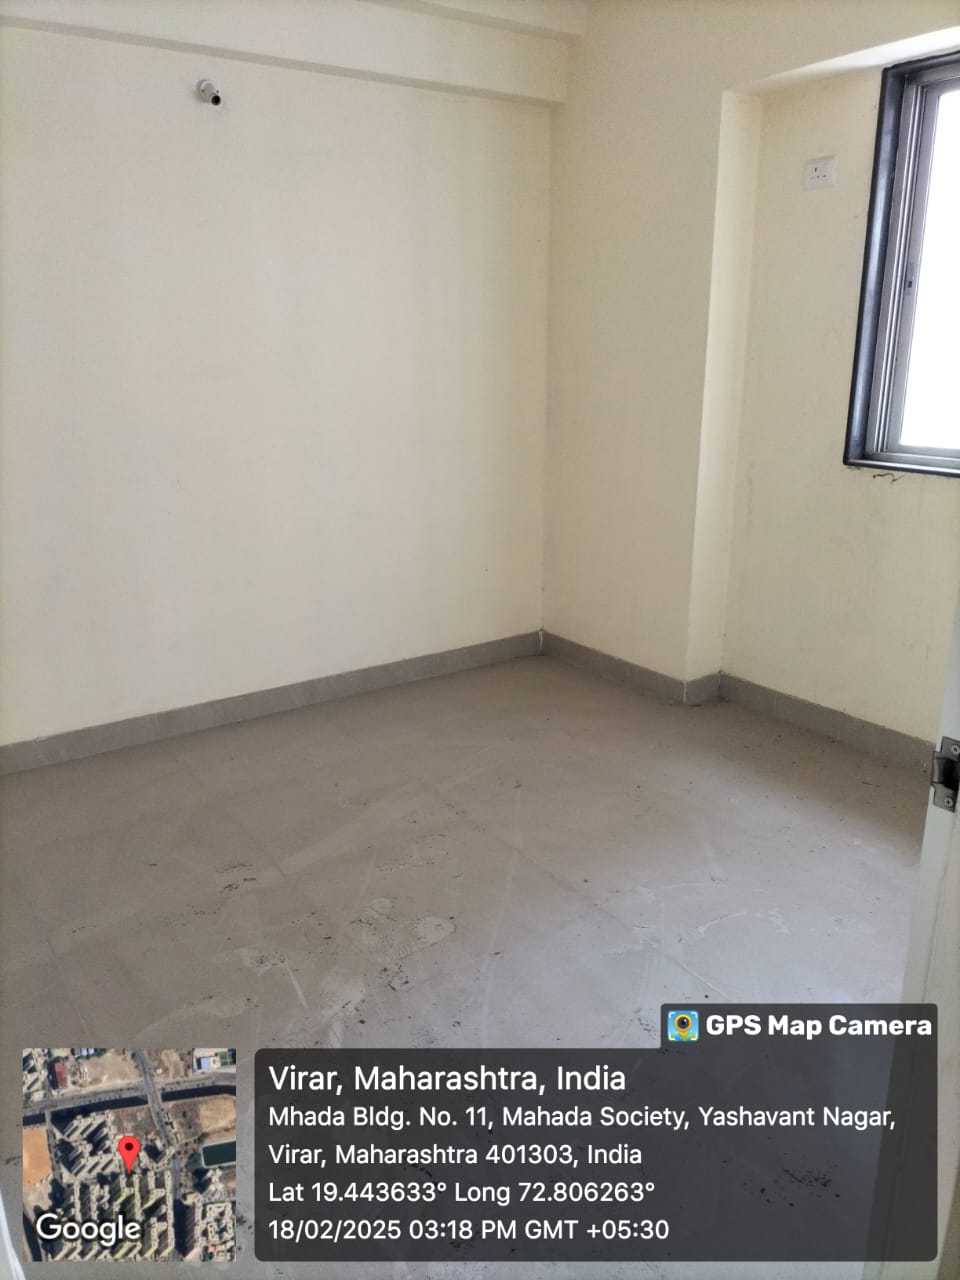 GPS Map Camera
Virar, Maharashtra, India
Mhada Bldg. No. 11, Mahada Society, Yashavant Nagar,
Virar, Maharashtra 401303, India
Lat 19.443633° Long 72.806263°
18/02/2025 03:18 PM GMT +05:30
Google